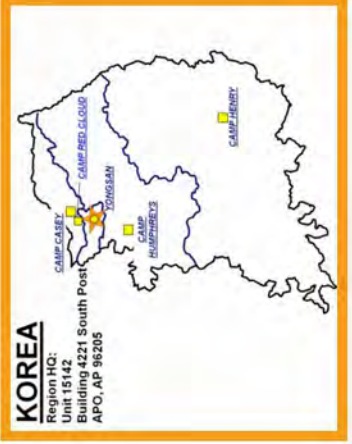 KOREA
Region HQ:
Unit 15142
Building 4221 South Post
APO, AP 96205
CAMP CASEY
CAMP RED CLOUD
YONGSAN
CAMP
HUMPHREYS
CAMP HENRY